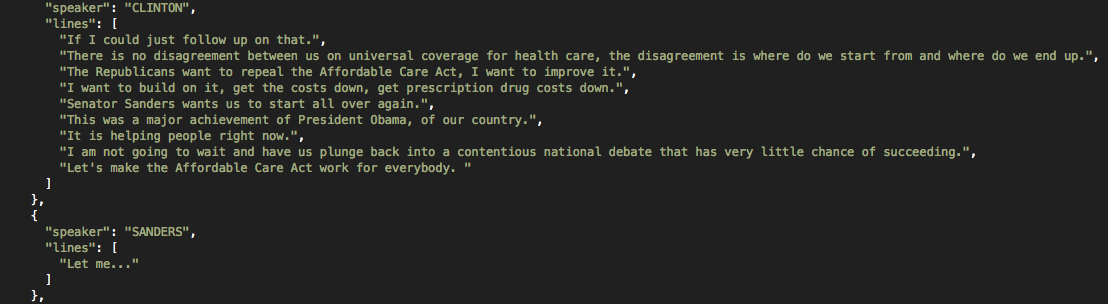 "speaker": "CLINTON",
"lines": [
"If I could just follow up on that.",
"There is no disagreement between us on universal coverage for health care, the disagreement is where do we start from and where do we end up.",
"The Republicans want to repeal the Affordable Care Act, I want to improve it.",
"I want to build on it, get the costs down, get prescription drug costs down.",
"Senator Sanders wants us to start all over again.",
"This was a major achievement of President Obama, of our country.",
"It is helping people right now.",
"I am not going to wait and have us plunge back into a contentious national debate that has very little chance of succeeding.",
"Let's make the Affordable Care Act work for everybody. "
]
},
{
"speaker": "SANDERS",
"lines": [
"Let me..."
]
},